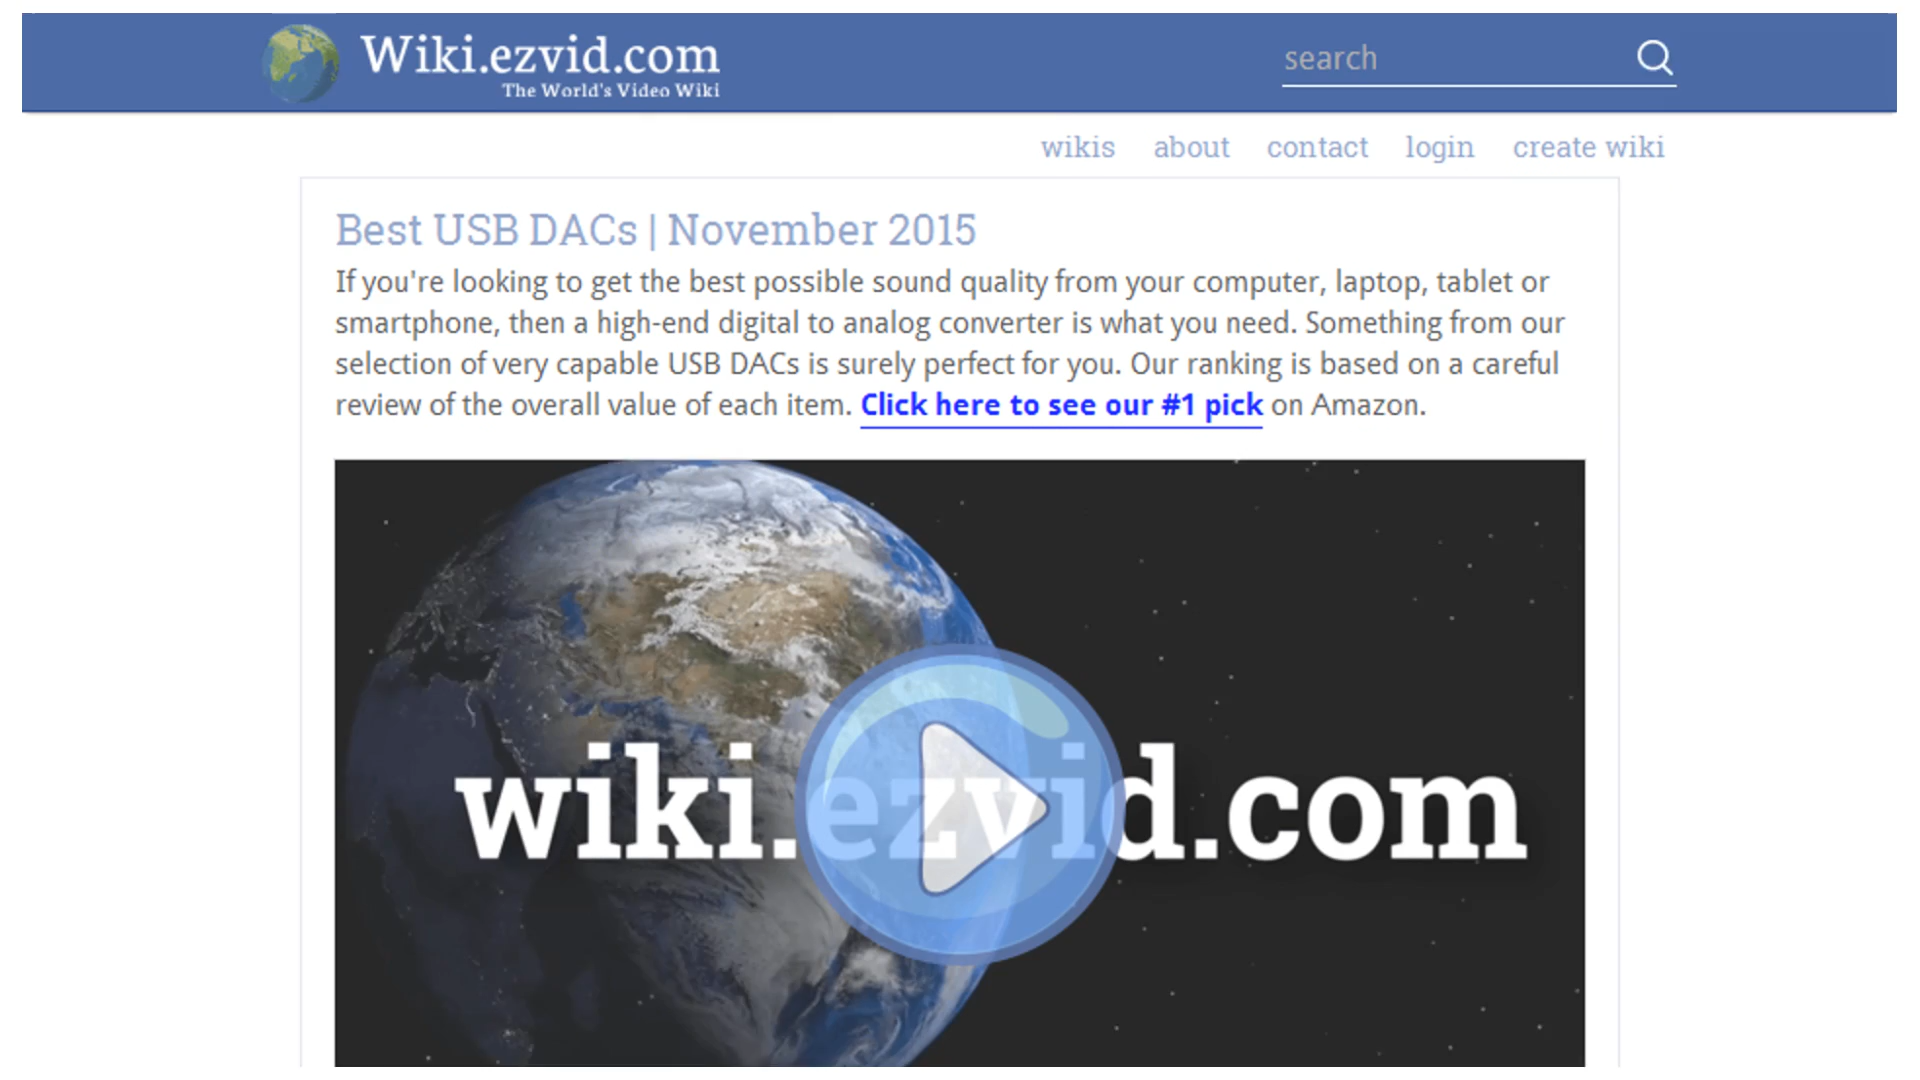 Wiki.ezvid.com
The World's Video Wiki
search
wikis about contact login create wiki
Best USB DACs | November 2015
If you're looking to get the best possible sound quality from your computer, laptop, tablet or
smartphone, then a high-end digital to analog converter is what you need. Something from our
selection of very capable USB DACs is surely perfect for you. Our ranking is based on a careful
review of the overall value of each item. Click here to see our #1 pick on Amazon.
wiki.ezvid.com